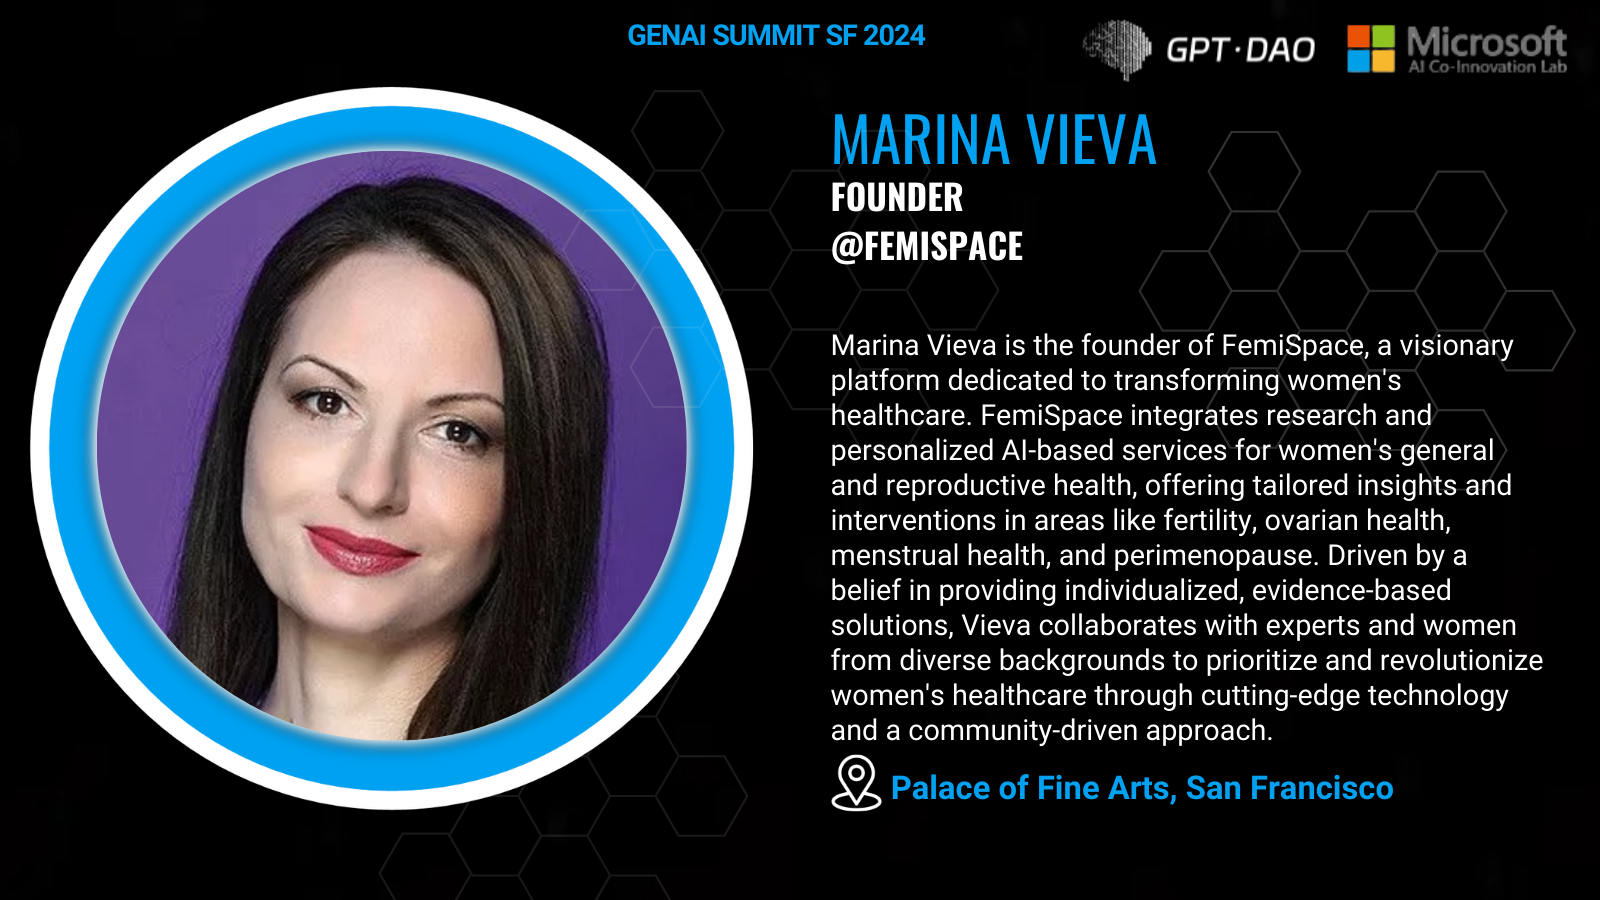 GENAI SUMMIT SF 2024
GPT·DAO
Microsoft
AI Co-Innovation Lab
MARINA VIEVA
FOUNDER
@FEMISPACE
Marina Vieva is the founder of FemiSpace, a visionary
platform dedicated to transforming women's
healthcare. FemiSpace integrates research and
personalized AI-based services for women's general
and reproductive health, offering tailored insights and
interventions in areas like fertility, ovarian health,
menstrual health, and perimenopause. Driven by a
belief in providing individualized, evidence-based
solutions, Vieva collaborates with experts and women
from diverse backgrounds to prioritize and revolutionize
women's healthcare through cutting-edge technology
and a community-driven approach.
Palace of Fine Arts, San Francisco